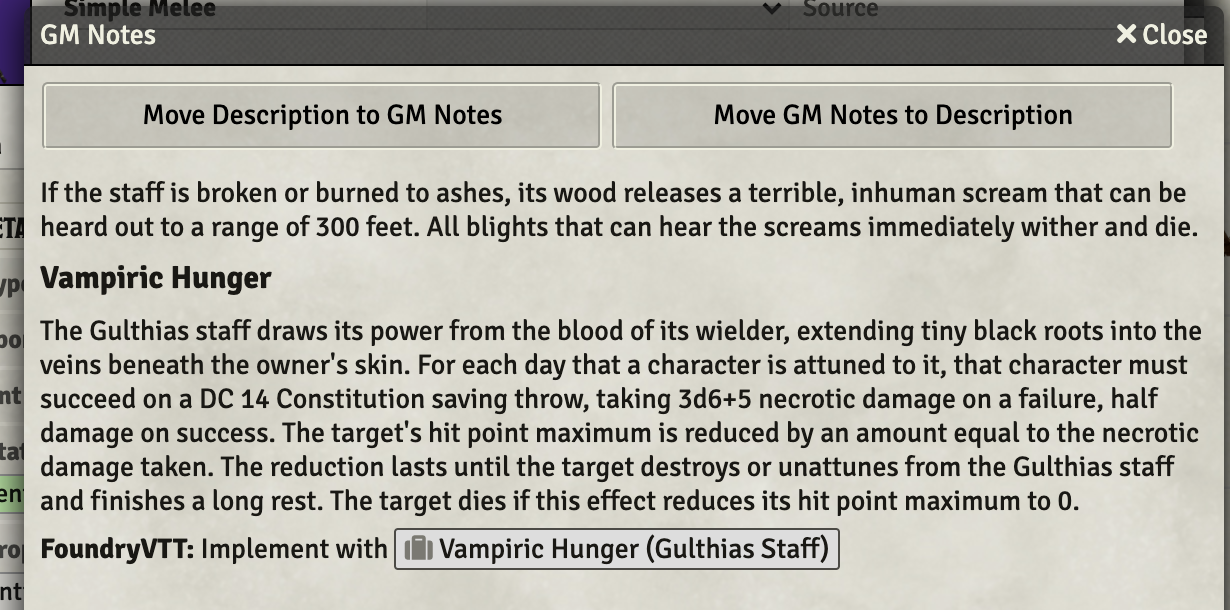 Simple Melee Source
GM Notes Close
Move Description to GM Notes Move GM Notes to Description
If the staff is broken or burned to ashes, its wood releases a terrible, inhuman scream that can be
heard out to a range of 300 feet. All blights that can hear the screams immediately wither and die.
Vampiric Hunger
The Gulthias staff draws its power from the blood of its wielder, extending tiny black roots into the
veins beneath the owner's skin. For each day that a character is attuned to it, that character must
succeed on a DC 14 Constitution saving throw, taking 3d6+5 necrotic damage on a failure, half
damage on success. The target's hit point maximum is reduced by an amount equal to the necrotic
damage taken. The reduction lasts until the target destroys or unattunes from the Gulthias staff
and finishes a long rest. The target dies if this effect reduces its hit point maximum to 0.
FoundryVTT: Implement with Vampiric Hunger (Gulthias Staff)